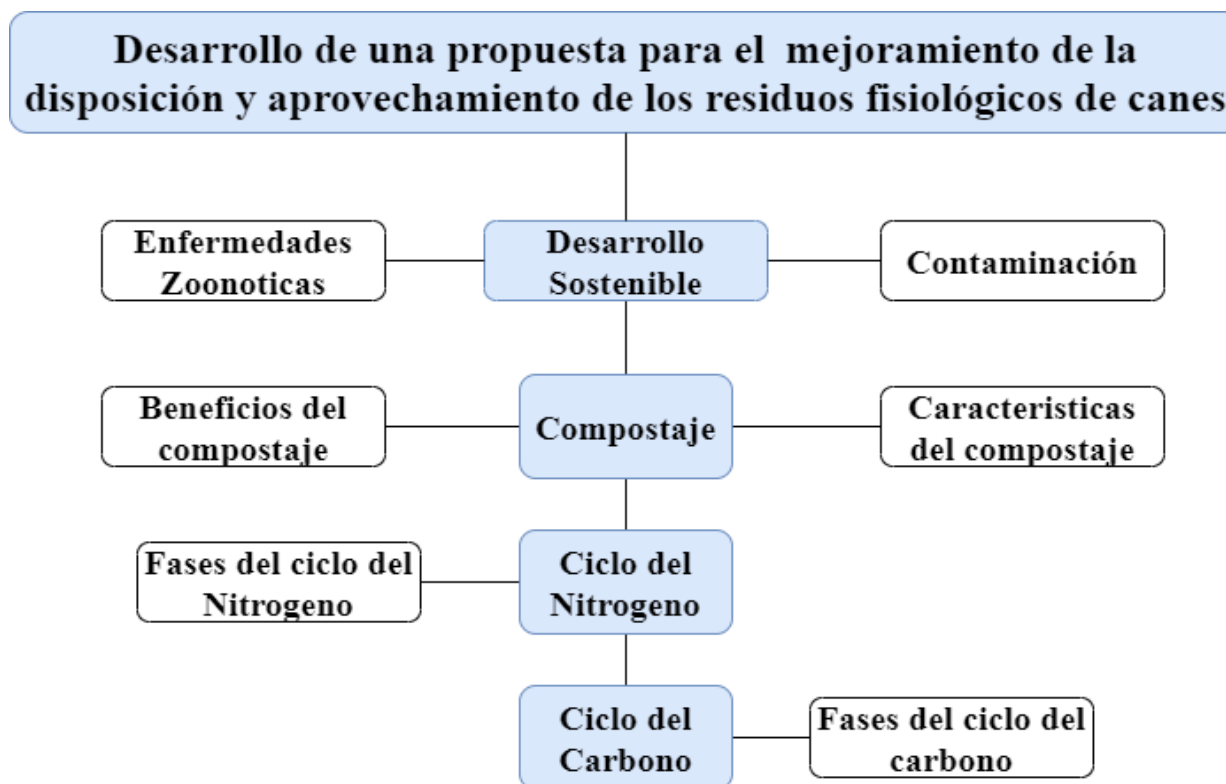 Desarrollo de una propuesta para el mejoramiento de la
disposición y aprovechamiento de los residuos fisiológicos de canes
Enfermedades
Zoonoticas
Desarrollo
Sostenible
Contaminación
Beneficios del
compostaje
Compostaje
Caracteristicas
del compostaje
Fases del ciclo del
Nitrogeno
Ciclo del
Nitrogeno
Ciclo del
Carbono
Fases del ciclo del
carbono